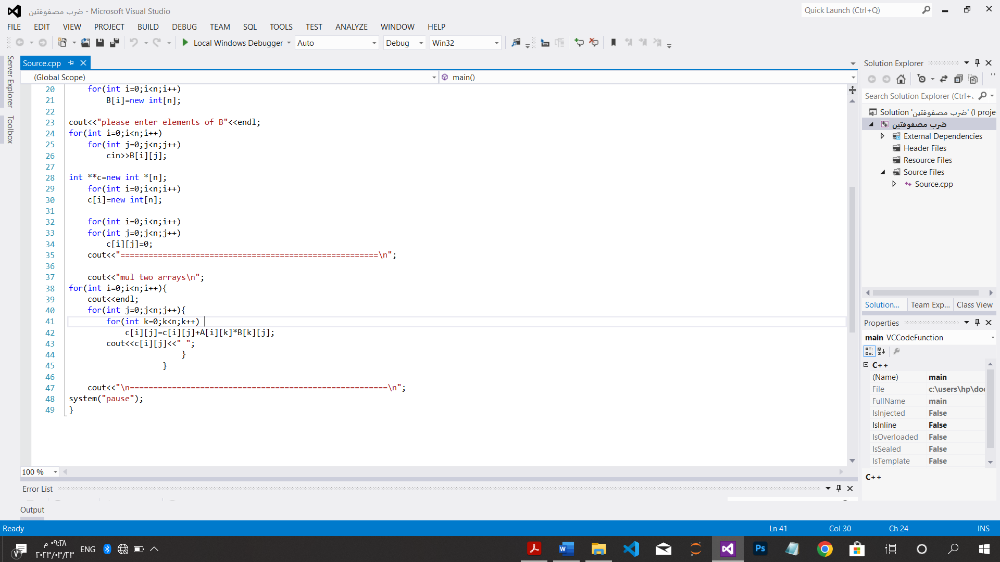 ضرب مصفوفتين - Microsoft Visual Studio
Quick Launch (Ctrl+Q)
FILE EDIT VIEW PROJECT BUILD DEBUG TEAM SQL TOOLS TEST ANALYZE WINDOW HELP
Local Windows Debugger Auto Debug Win32
Server Explorer
Toolbox
Source.cpp
(Global Scope) main()
20 for(int i=0;i<n;i++)
21 B[i]=new int[n];
22
23 cout<<"please enter elements of B"<<endl;
24 for(int i=0;i<n;i++)
25 for(int j=0;j<n;j++)
26 cin>>B[i][j];
27
28 int **c=new int *[n];
29 for(int i=0;i<n;i++)
30 c[i]=new int[n];
31
32 for(int i=0;i<n;i++)
33 for(int j=0;j<n;j++)
34 c[i][j]=0;
35 cout<<"=======================================================\n";
36
37 cout<<"mul two arrays\n";
38 for(int i=0;i<n;i++){
39 cout<<endl;
40 for(int j=0;j<n;j++){
41 for(int k=0;k<n;k++)
42 c[i][j]=c[i][j]+A[i][k]*B[k][j];
43 cout<<c[i][j]<<" ";
44 }
45 }
46
47 cout<<"\n=======================================================\n";
48 system("pause");
49 }
100 %
Error List
Output
Solution Explorer
Search Solution Explorer (Ctrl+
Solution 'ضرب مصفوفتين' (١ proje
ضرب مصفوفتين
External Dependencies
Header Files
Resource Files
Source Files
Source.cpp
Solution... Team Exp... Class View
Properties
main VCCodeFunction
C++
(Name) main
File c:\users\hp\doc
FullName main
IsInjected False
IsInline False
IsOverloaded False
IsSealed False
IsTemplate False
C++
Ready Ln 41 Col 30 Ch 24 INS
٠٩:٢٨ م
٢٠٢٣/٠٣/٢٣
ENG
٧
W
Ps